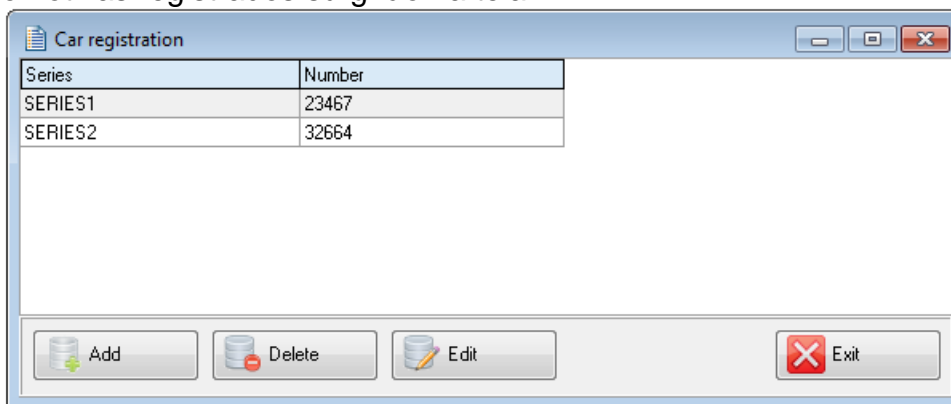 Car registration
Series Number
SERIES1 23467
SERIES2 32664
Add Delete Edit Exit